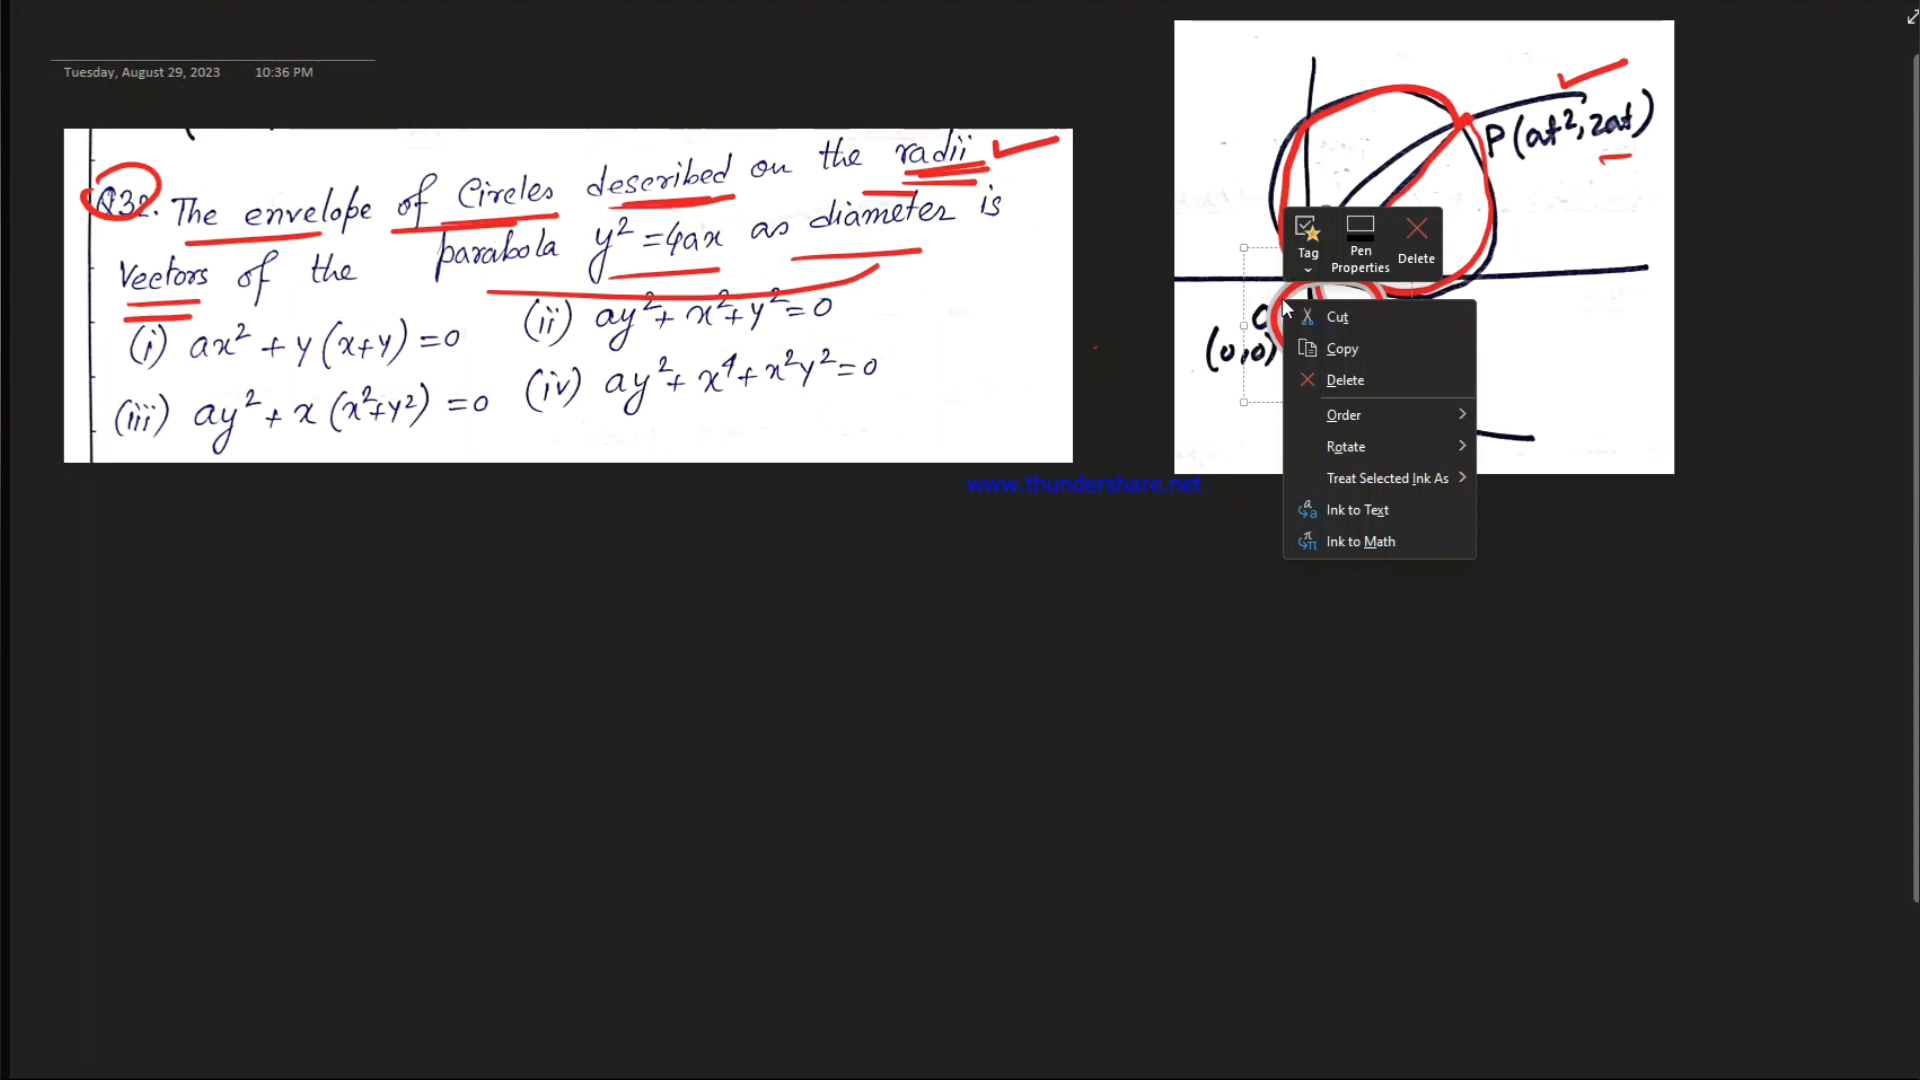 Tuesday, August 29, 2023 10:36 PM
The envelope of Circles described on the radii
Vectors of the parabola y² = 4ax as diameter is
(i) ax² + y(x+y) = 0 (ii) ay² + x² + y² = 0
(iii) ay² + x(x²+y²) = 0 (iv) ay² + x⁴ + x²y² = 0
www.thundershare.net
P(at², 2at)
(0,0)
Tag
Pen Properties
Delete
Cut
Copy
Delete
Order
Rotate
Treat Selected Ink As
Ink to Text
Ink to Math